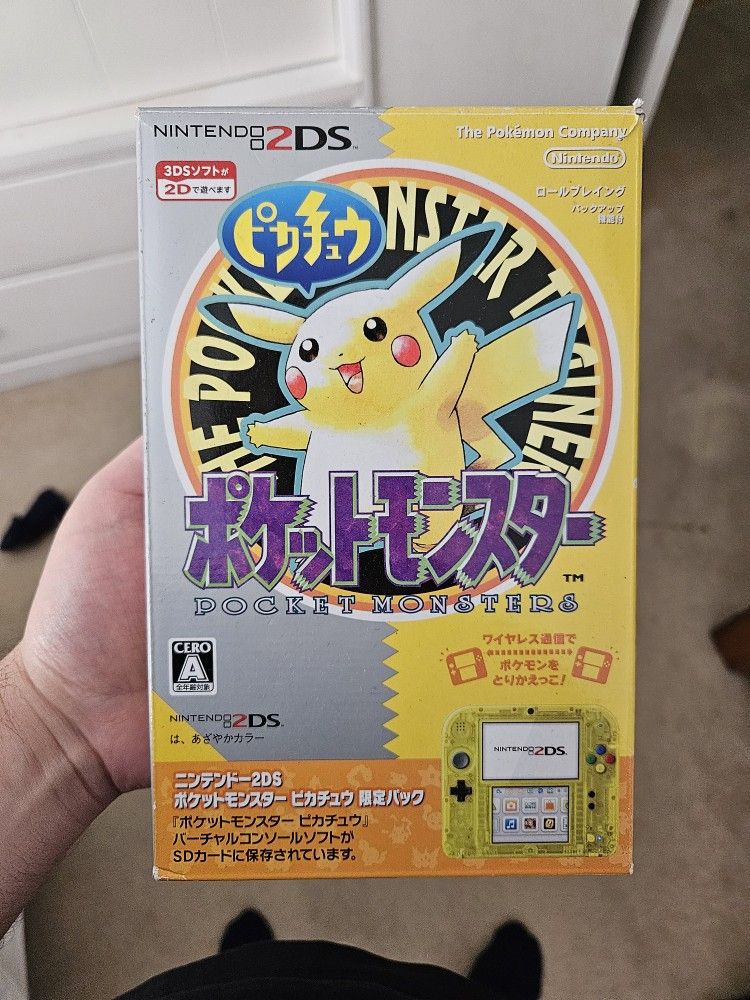 NINTENDO 2DS™
The Pokémon Company
Nintendo
3DSソフトが
2Dで遊べます
ロールプレイング
バックアップ
機能付
ピカチュウ
THE POCKET MONSTER TRAINER
ポケットモンスター
TM
POCKET MONSTERS
ワイヤレス通信で
ポケモンを
とりかえっこ!
CERO
A
全年齢対象
NINTENDO 2DS™
は、あざやかカラー
NINTENDO 2DS™
ニンテンドー2DS
ポケットモンスター ピカチュウ 限定パック
『ポケットモンスター ピカチュウ』
バーチャルコンソールソフトが
SDカードに保存されています。